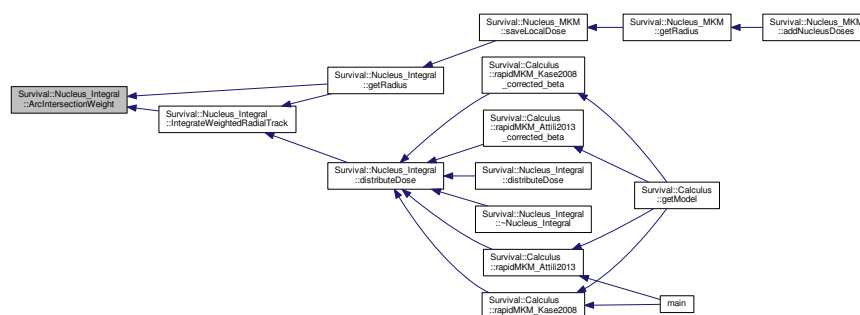 Survival::Nucleus_Integral
::ArcIntersectionWeight
Survival::Nucleus_Integral
::getRadius
Survival::Nucleus_Integral
::IntegrateWeightedRadialTrack
Survival::Nucleus_MKM
::saveLocalDose
Survival::Nucleus_MKM
::getRadius
Survival::Nucleus_MKM
::addNucleusDoses
Survival::Nucleus_Integral
::distributeDose
Survival::Calculus
::rapidMKM_Kase2008
_corrected_beta
Survival::Calculus
::rapidMKM_Attili2013
_corrected_beta
Survival::Nucleus_Integral
::distributeDose
Survival::Nucleus_Integral
::~Nucleus_Integral
Survival::Calculus
::rapidMKM_Attili2013
Survival::Calculus
::rapidMKM_Kase2008
Survival::Calculus
::getModel
main